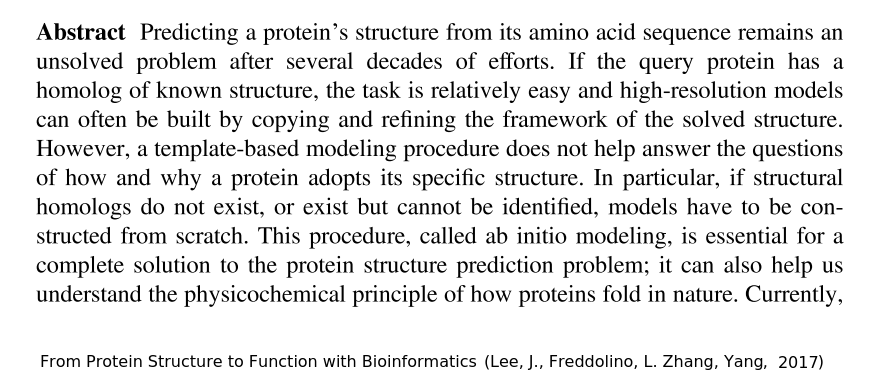 Abstract Predicting a protein’s structure from its amino acid sequence remains an
unsolved problem after several decades of efforts. If the query protein has a
homolog of known structure, the task is relatively easy and high-resolution models
can often be built by copying and refining the framework of the solved structure.
However, a template-based modeling procedure does not help answer the questions
of how and why a protein adopts its specific structure. In particular, if structural
homologs do not exist, or exist but cannot be identified, models have to be con-
structed from scratch. This procedure, called ab initio modeling, is essential for a
complete solution to the protein structure prediction problem; it can also help us
understand the physicochemical principle of how proteins fold in nature. Currently,
From Protein Structure to Function with Bioinformatics (Lee, J., Freddolino, L. Zhang, Yang, 2017)